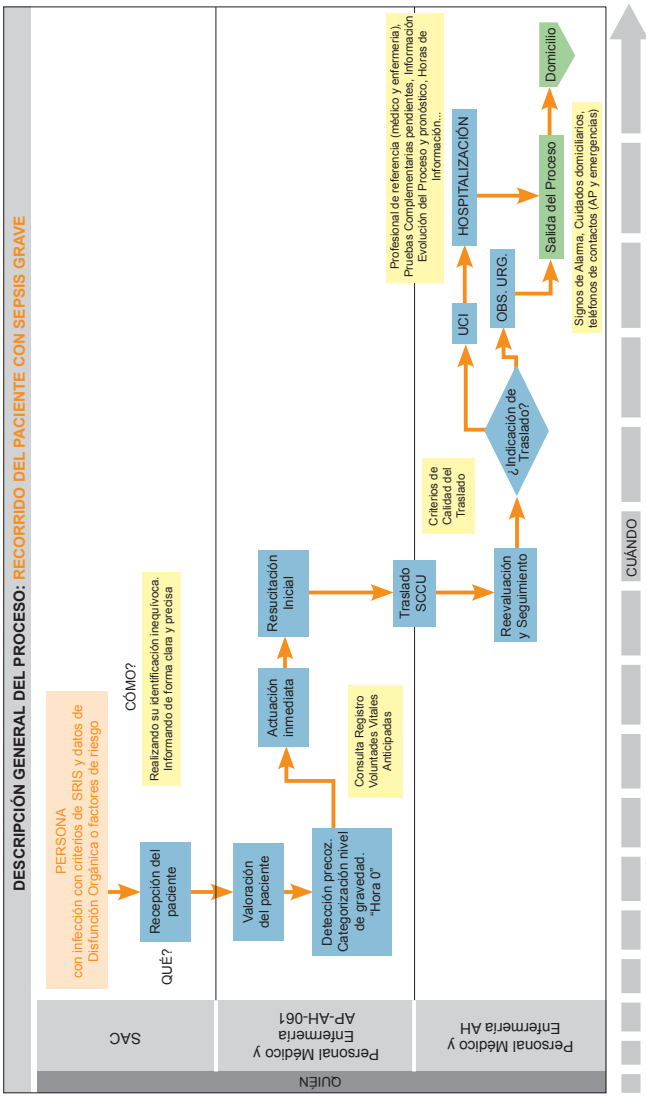 DESCRIPCIÓN GENERAL DEL PROCESO: RECORRIDO DEL PACIENTE CON SEPSIS GRAVE
QUIÉN
SAC
PERSONA
con infección con criterios de SRIS y datos de
Disfunción Orgánica o factores de riesgo
QUÉ?
Recepción del
paciente
CÓMO?
Realizando su identificación inequívoca.
Informando de forma clara y precisa
Personal Médico y
Enfermería
AP-AH-061
Valoración
del paciente
Detección precoz.
Categorización nivel
de gravedad.
“Hora 0”
Actuación
inmediata
Resucitación
Inicial
Consulta Registro
Voluntades Vitales
Anticipadas
Traslado
SCCU
Personal Médico y
Enfermería AH
Reevaluación
y Seguimiento
Criterios de
Calidad del
Traslado
¿Indicación de
Traslado?
UCI
OBS. URG.
HOSPITALIZACIÓN
Profesional de referencia (médico y enfermería),
Pruebas Complementarias pendientes, Información
Evolución del Proceso y pronóstico, Horas de
Información...
Salida del Proceso
Domicilio
Signos de Alarma, Cuidados domiciliarios,
teléfonos de contactos (AP y emergencias)
CUÁNDO